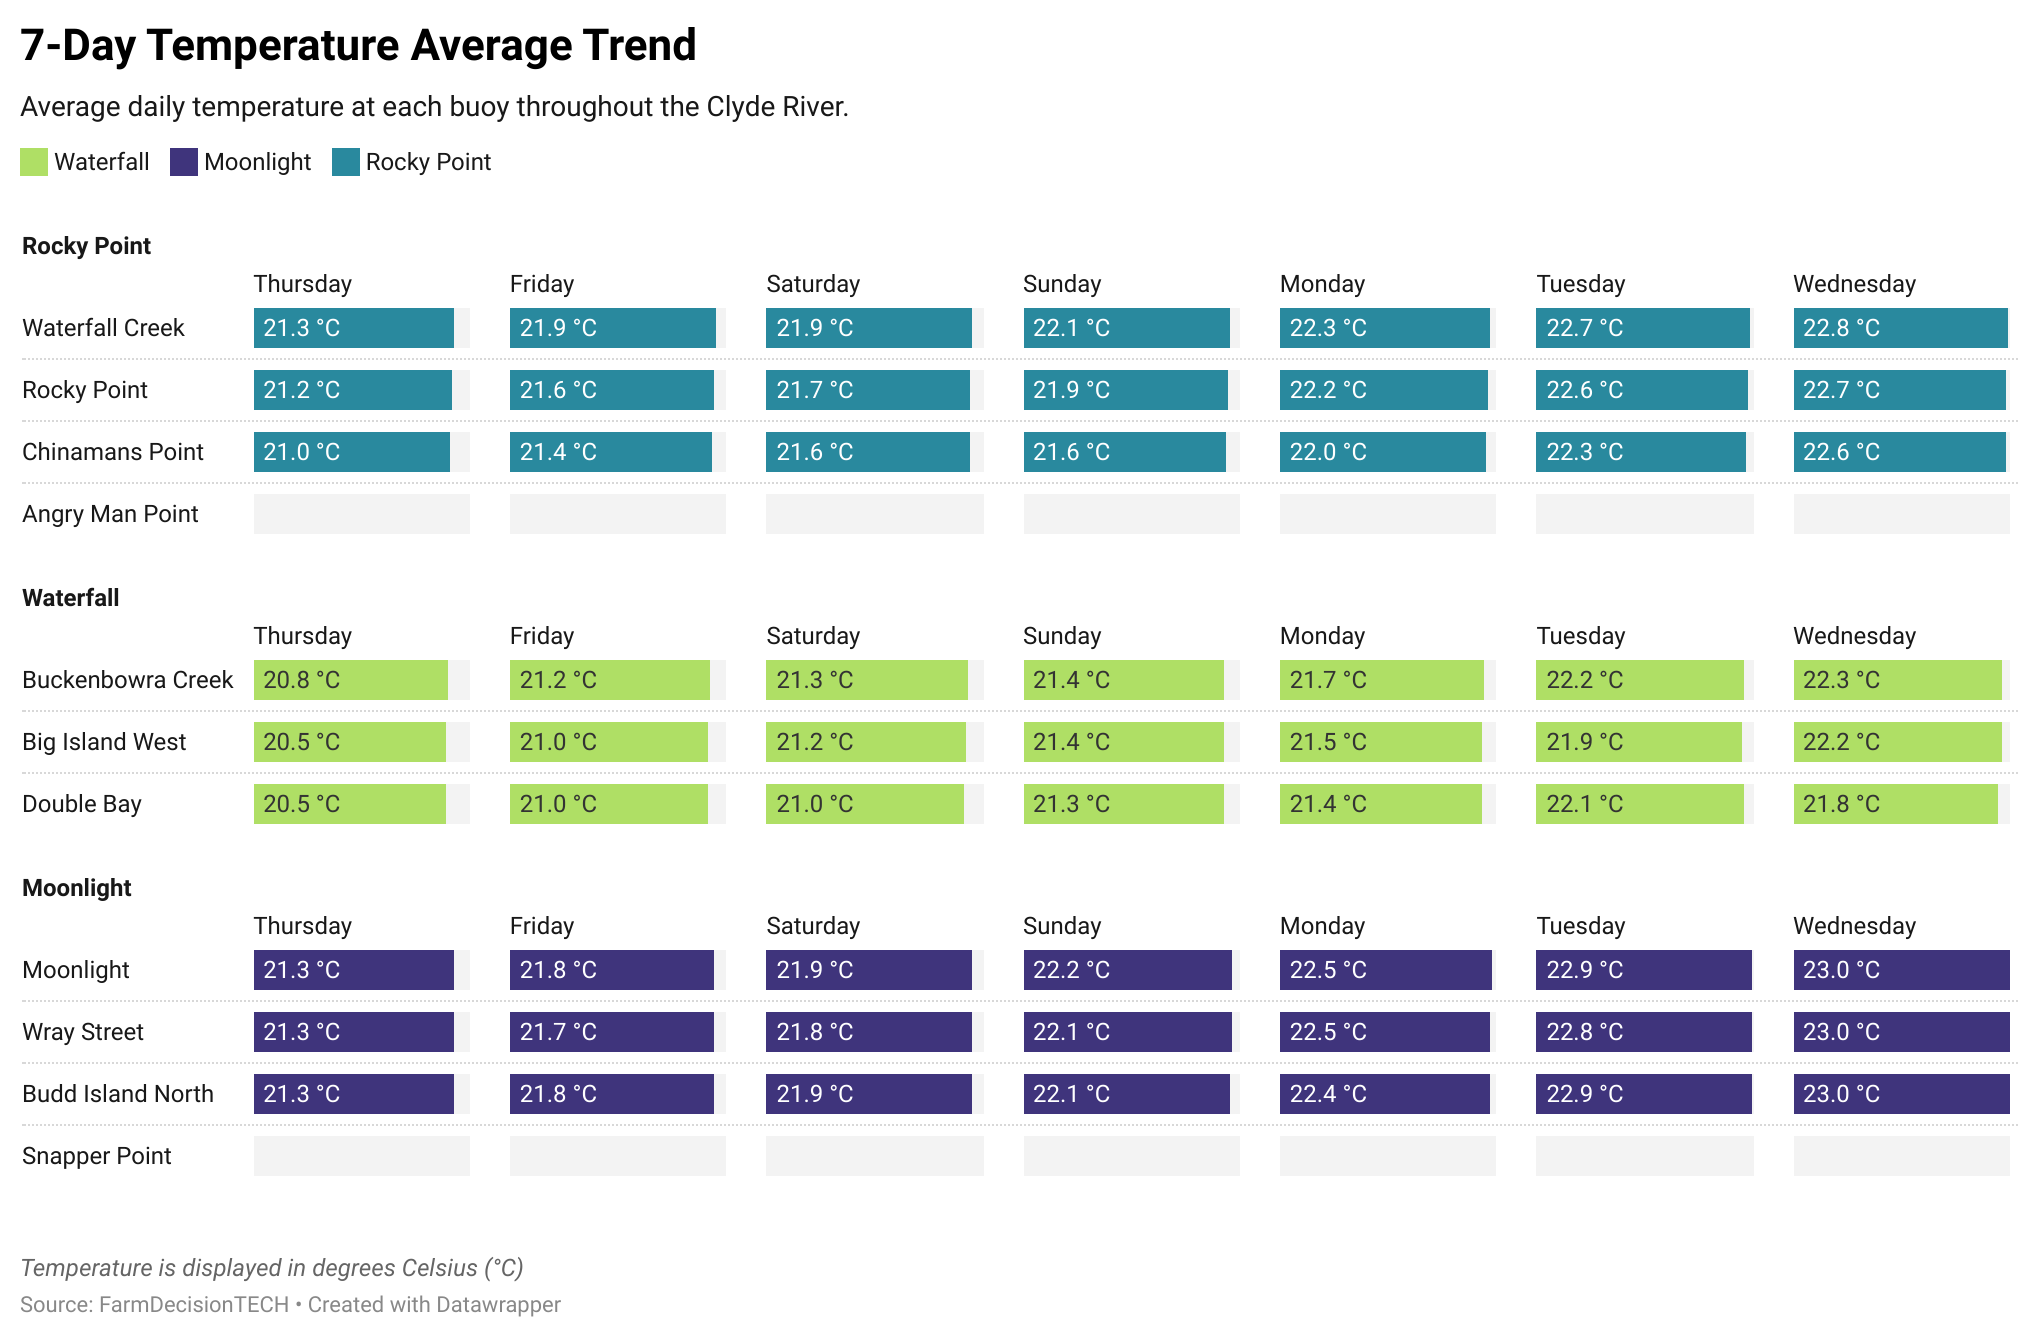 7-Day Temperature Average Trend
Average daily temperature at each buoy throughout the Clyde River.
Waterfall Moonlight Rocky Point
Rocky Point
Thursday Friday Saturday Sunday Monday Tuesday Wednesday
Waterfall Creek 21.3 °C 21.9 °C 21.9 °C 22.1 °C 22.3 °C 22.7 °C 22.8 °C
Rocky Point 21.2 °C 21.6 °C 21.7 °C 21.9 °C 22.2 °C 22.6 °C 22.7 °C
Chinamans Point 21.0 °C 21.4 °C 21.6 °C 21.6 °C 22.0 °C 22.3 °C 22.6 °C
Angry Man Point
Waterfall
Thursday Friday Saturday Sunday Monday Tuesday Wednesday
Buckenbowra Creek 20.8 °C 21.2 °C 21.3 °C 21.4 °C 21.7 °C 22.2 °C 22.3 °C
Big Island West 20.5 °C 21.0 °C 21.2 °C 21.4 °C 21.5 °C 21.9 °C 22.2 °C
Double Bay 20.5 °C 21.0 °C 21.0 °C 21.3 °C 21.4 °C 22.1 °C 21.8 °C
Moonlight
Thursday Friday Saturday Sunday Monday Tuesday Wednesday
Moonlight 21.3 °C 21.8 °C 21.9 °C 22.2 °C 22.5 °C 22.9 °C 23.0 °C
Wray Street 21.3 °C 21.7 °C 21.8 °C 22.1 °C 22.5 °C 22.8 °C 23.0 °C
Budd Island North 21.3 °C 21.8 °C 21.9 °C 22.1 °C 22.4 °C 22.9 °C 23.0 °C
Snapper Point
Temperature is displayed in degrees Celsius (°C)
Source: FarmDecisionTECH • Created with Datawrapper